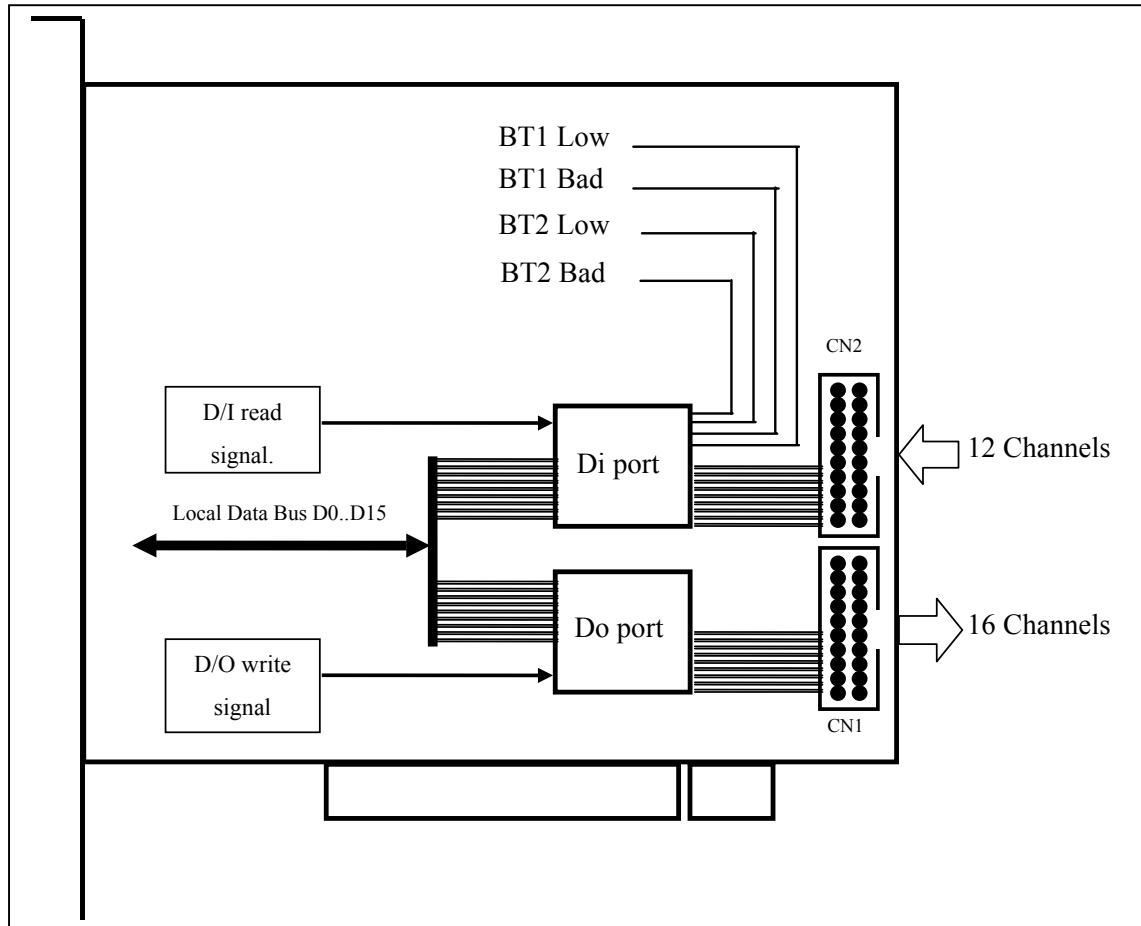 BT1 Low
BT1 Bad
BT2 Low
BT2 Bad
CN2
D/I read
signal.
Di port
12 Channels
Local Data Bus D0..D15
Do port
16 Channels
D/O write
signal
CN1